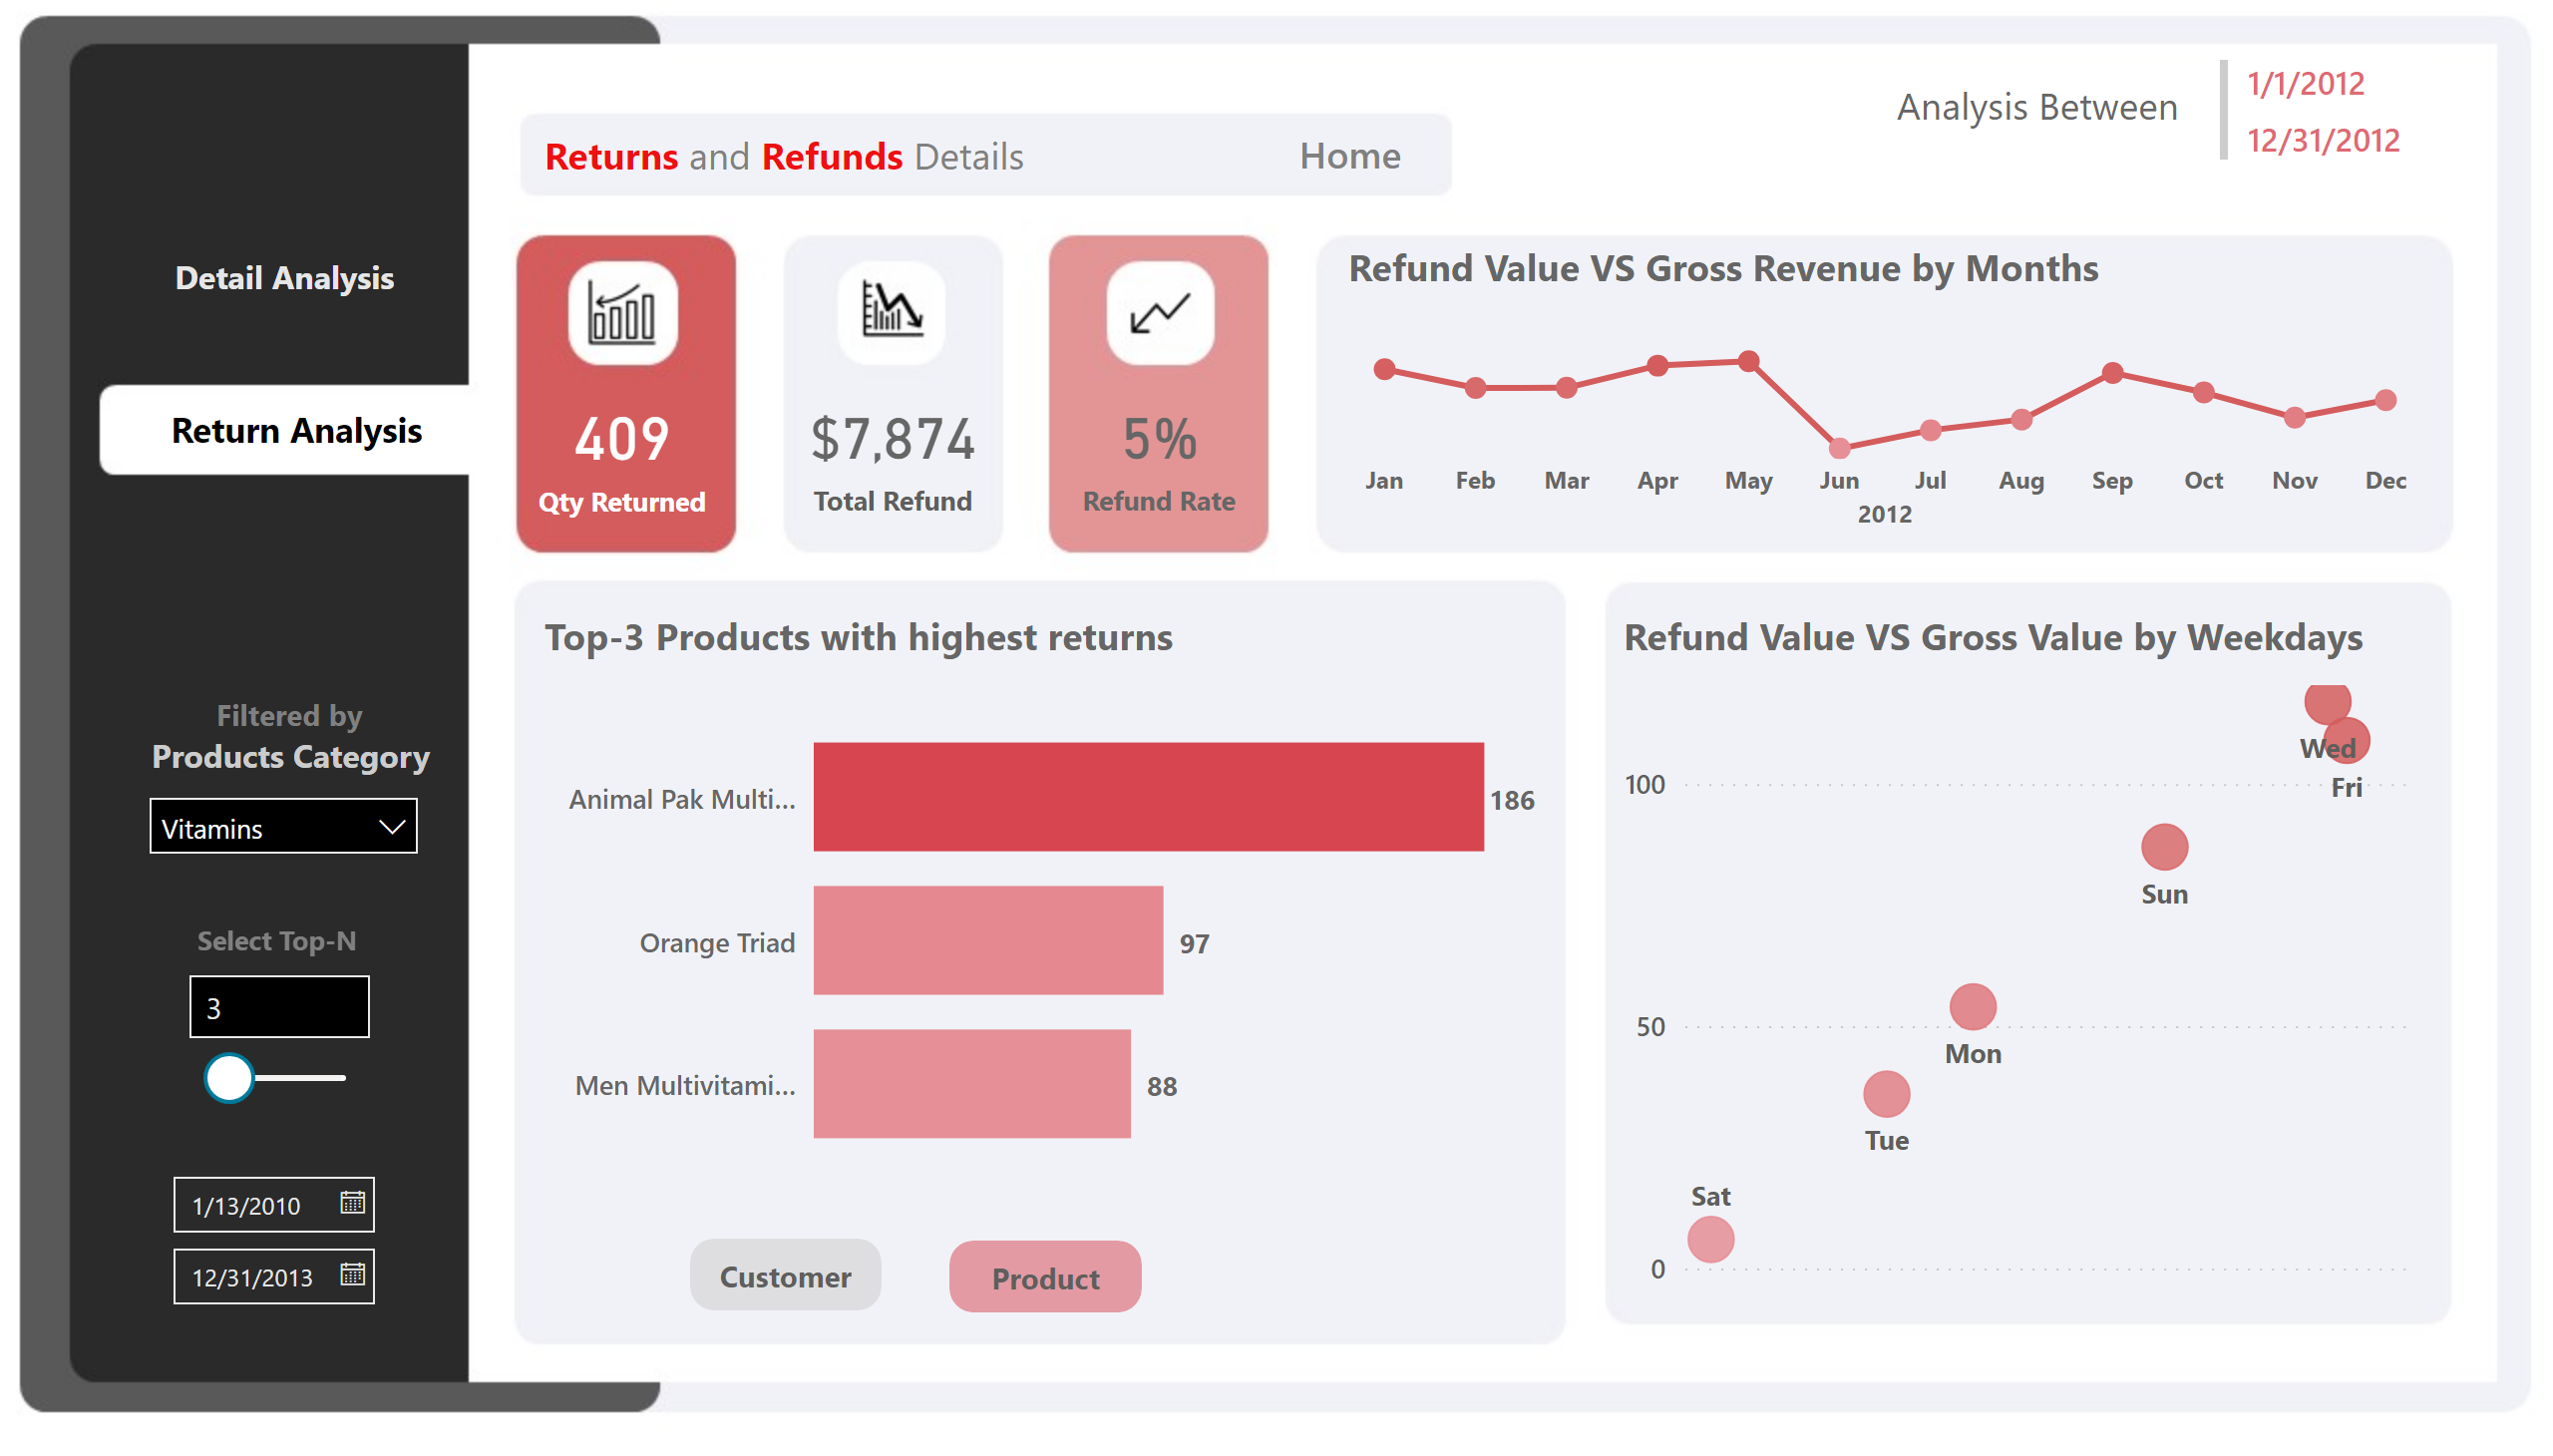 Detail Analysis
Return Analysis
Filtered by
Products Category
Vitamins
Select Top-N
3
1/13/2010
12/31/2013
Returns and Refunds Details
Home
Analysis Between
1/1/2012
12/31/2012
409
Qty Returned
$7,874
Total Refund
5%
Refund Rate
Refund Value VS Gross Revenue by Months
Jan Feb Mar Apr May Jun Jul Aug Sep Oct Nov Dec
2012
Top-3 Products with highest returns
Animal Pak Multi... 186
Orange Triad 97
Men Multivitami... 88
Customer
Product
Refund Value VS Gross Value by Weekdays
Wed
100
Fri
Sun
50
Mon
Tue
Sat
0